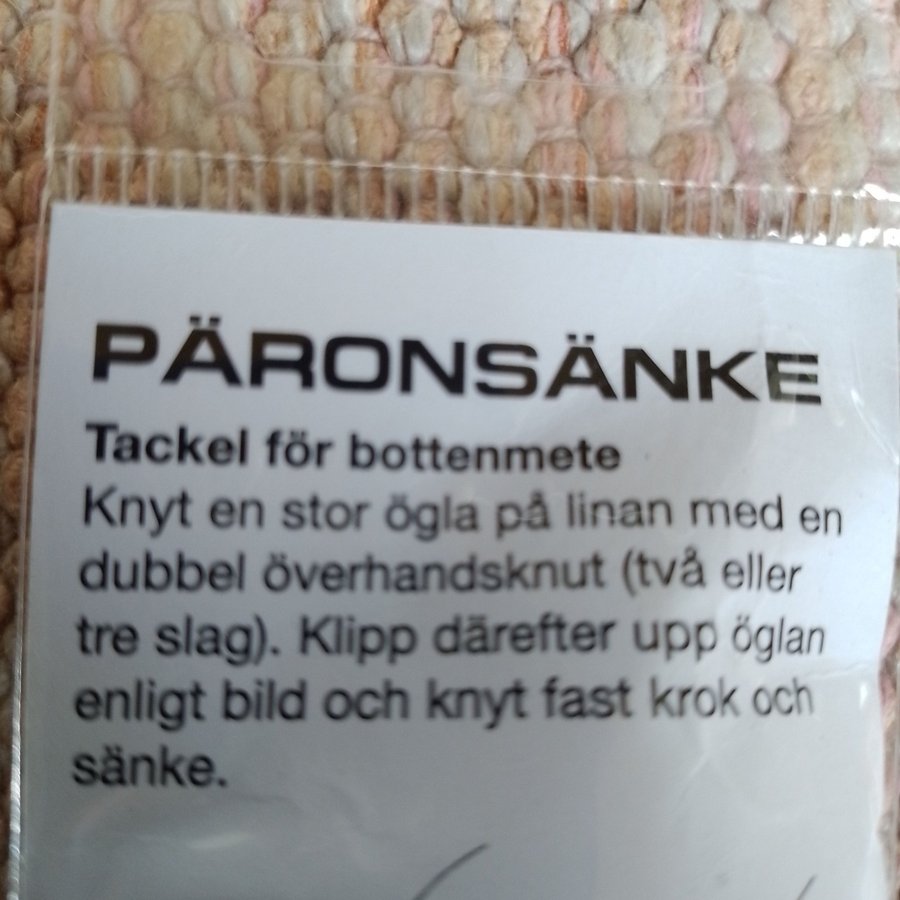 PÄRONSÄNKE
Tackel för bottenmete
Knyt en stor ögla på linan med en
dubbel överhandsknut (två eller
tre slag). Klipp därefter upp öglan
enligt bild och knyt fast krok och
sänke.